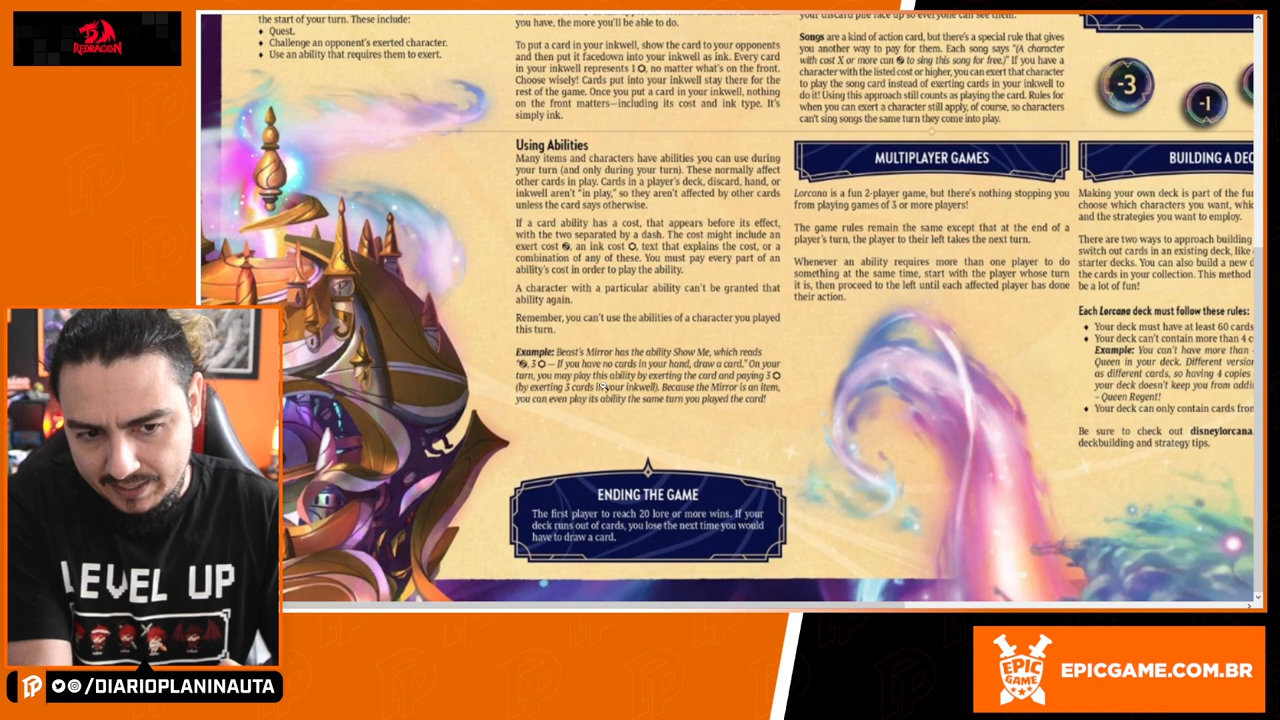 REDRAGON
the start of your turn. These include:
♦ Quest.
♦ Challenge an opponent's exerted character.
♦ Use an ability that requires them to exert.
you have, the more you'll be able to do.
To put a card in your inkwell, show the card to your opponents
and then put it facedown into your inkwell as ink. Every card
in your inkwell represents 1, no matter what's on the front.
Choose wisely! Cards put into your inkwell stay there for the
rest of the game. Once you put a card in your inkwell, nothing
on the front matters—including its cost and ink type. It's
simply ink.
Using Abilities
Many items and characters have abilities you can use during
your turn (and only during your turn). These normally affect
other cards in play. Cards in a player's deck, discard, hand, or
inkwell aren't "in play," so they aren't affected by other cards
unless the card says otherwise.
If a card ability has a cost, that appears before its effect,
with the two separated by a dash. The cost might include an
exert cost, an ink cost, text that explains the cost, or a
combination of any of these. You must pay every part of an
ability's cost in order to play the ability.
A character with a particular ability can't be granted that
ability again.
Remember, you can't use the abilities of a character you played
this turn.
Example: Beast's Mirror has the ability Show Me, which reads
", 3 — If you have no cards in your hand, draw a card." On your
turn, you may play this ability by exerting the card and paying 3
(by exerting 3 cards in your inkwell). Because the Mirror is an item,
you can even play its ability the same turn you played the card!
ENDING THE GAME
The first player to reach 20 lore or more wins. If your
deck runs out of cards, you lose the next time you would
have to draw a card.
your discard pile face up so everyone can see them.
Songs are a kind of action card, but there's a special rule that gives
you another way to pay for them. Each song says "(A character
with cost X or more can to sing this song for free.)" If you have a
character with the listed cost or higher, you can exert that character
to play the song card instead of exerting cards in your inkwell to
do it! Using this approach still counts as playing the card. Rules for
when you can exert a character still apply, of course, so characters
can't sing songs the same turn they come into play.
MULTIPLAYER GAMES
Lorcana is a fun 2-player game, but there's nothing stopping you
from playing games of 3 or more players!
The game rules remain the same except that at the end of a
player's turn, the player to their left takes the next turn.
Whenever an ability requires more than one player to do
something at the same time, start with the player whose turn
it is, then proceed to the left until each affected player has done
their action.
-3
-1
BUILDING A DEC
Making your own deck is part of the fun
choose which characters you want, whic
and the strategies you want to employ.
There are two ways to approach building
switch out cards in an existing deck, like
starter decks. You can also build a new d
the cards in your collection. This method
be a lot of fun!
Each Lorcana deck must follow these rules:
♦ Your deck must have at least 60 cards
♦ Your deck can't contain more than 4 c
Example: You can't have more than
Queen in your deck. Different version
as different cards, so having 4 copies
your deck doesn't keep you from addi
– Queen Regent!
♦ Your deck can only contain cards from
Be sure to check out disneylorcana.
deckbuilding and strategy tips.
LEVEL UP
/DIARIOPLANINAUTA
EPIC
GAME
EPICGAME.COM.BR